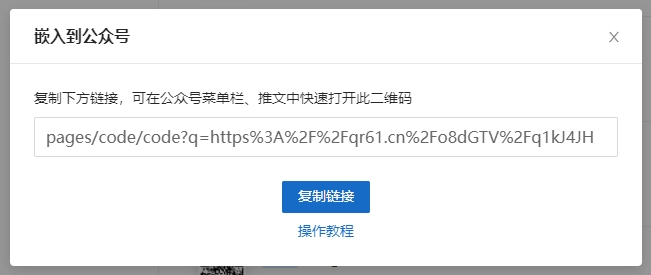 嵌入到公众号
复制下方链接，可在公众号菜单栏、推文中快速打开此二维码
pages/code/code?q=https%3A%2F%2Fqr61.cn%2Fo8dGTV%2Fq1kJ4JH
复制链接
操作教程